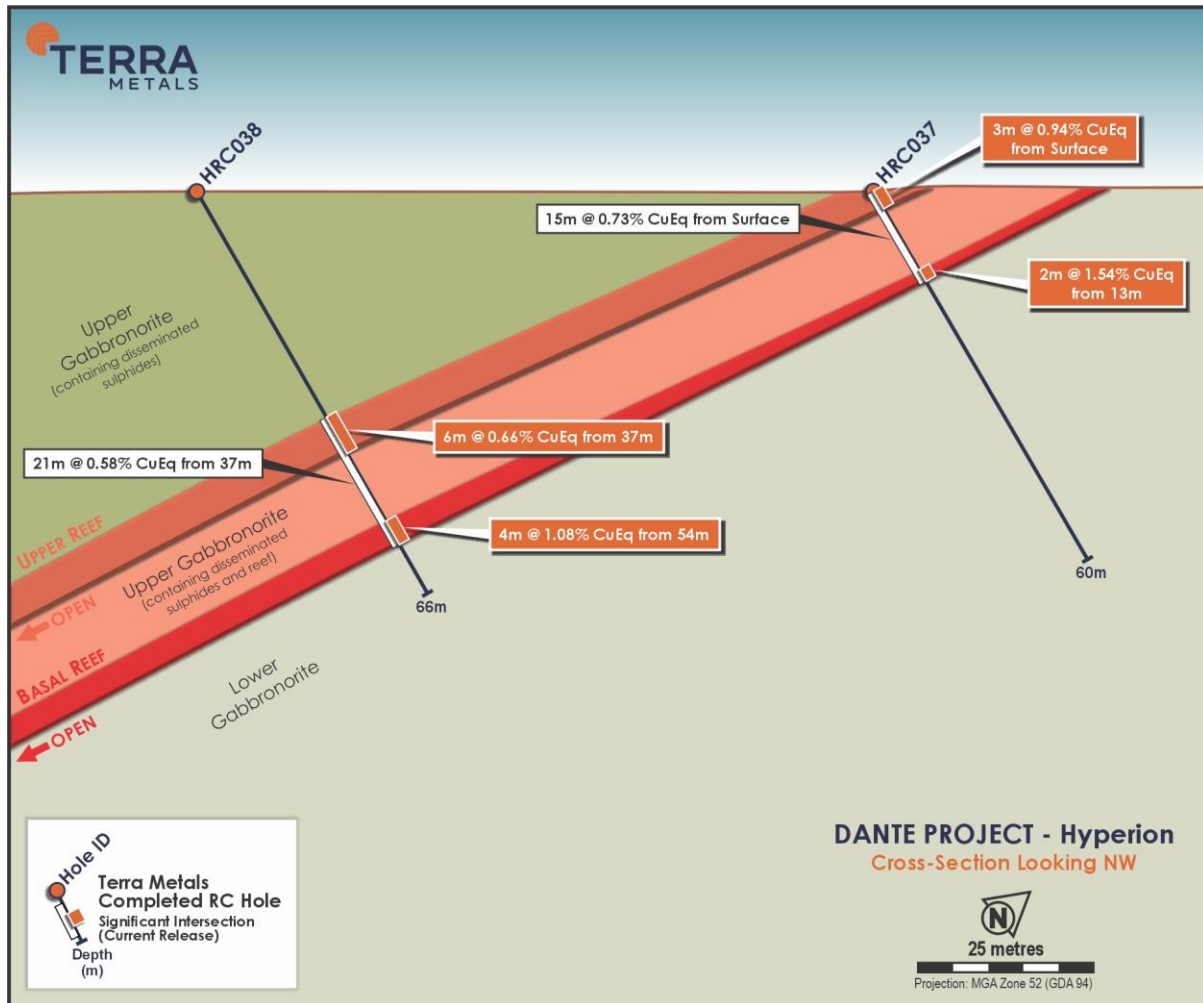 TERRA
METALS
HRC038
HRC037
3m @ 0.94% CuEq
from Surface
15m @ 0.73% CuEq from Surface
2m @ 1.54% CuEq
from 13m
Upper
Gabbronorite
(containing disseminated
sulphides)
6m @ 0.66% CuEq from 37m
21m @ 0.58% CuEq from 37m
4m @ 1.08% CuEq from 54m
UPPER REEF
OPEN
Upper Gabbronorite
(containing disseminated
sulphides and reef)
66m
60m
BASAL REEF
OPEN
Lower
Gabbronorite
Hole ID
Terra Metals
Completed RC Hole
Significant Intersection
(Current Release)
Depth
(m)
DANTE PROJECT - Hyperion
Cross-Section Looking NW
N
25 metres
Projection: MGA Zone 52 (GDA 94)